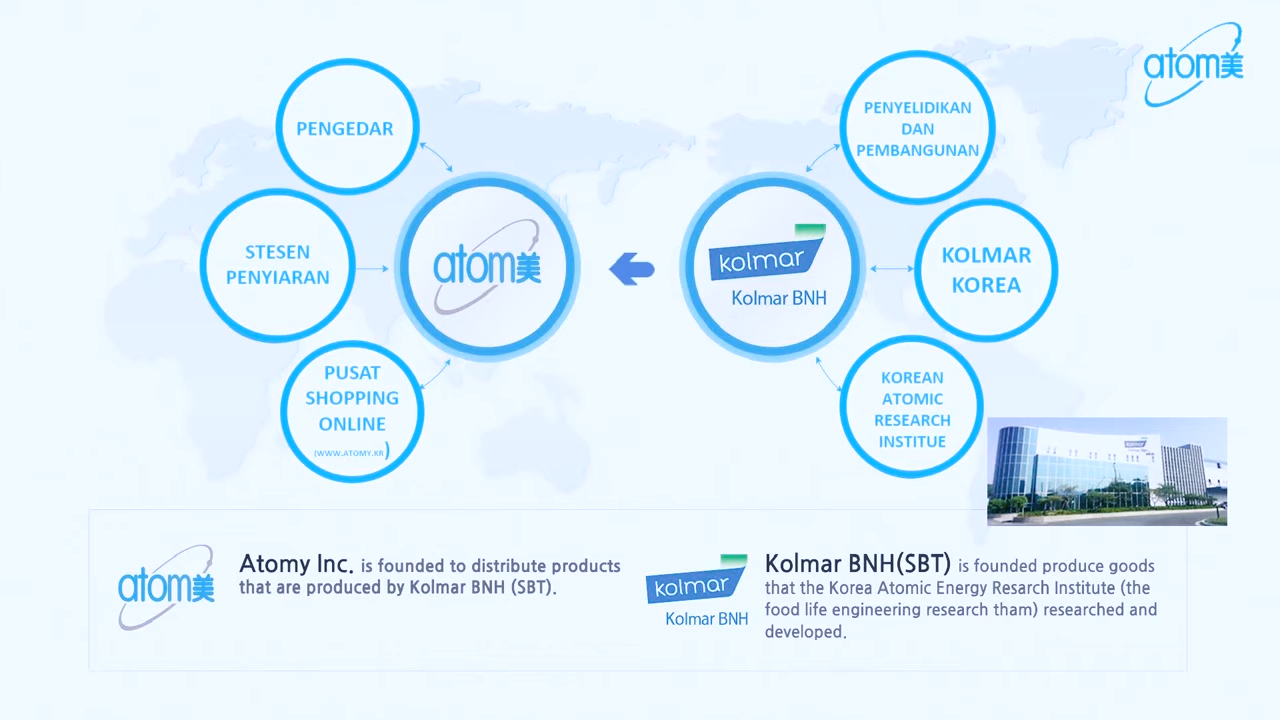 atom美
PENGEDAR
STESEN
PENYIARAN
PUSAT
SHOPPING
ONLINE
(WWW.ATOMY.KR)
atom美
kolmar
Kolmar BNH
PENYELIDIKAN
DAN
PEMBANGUNAN
KOLMAR
KOREA
KOREAN
ATOMIC
RESEARCH
INSTITUE
kolmar
atom美
Atomy Inc. is founded to distribute products
that are produced by Kolmar BNH (SBT).
kolmar
Kolmar BNH
Kolmar BNH(SBT) is founded produce goods
that the Korea Atomic Energy Resarch Institute (the
food life engineering research tham) researched and
developed.